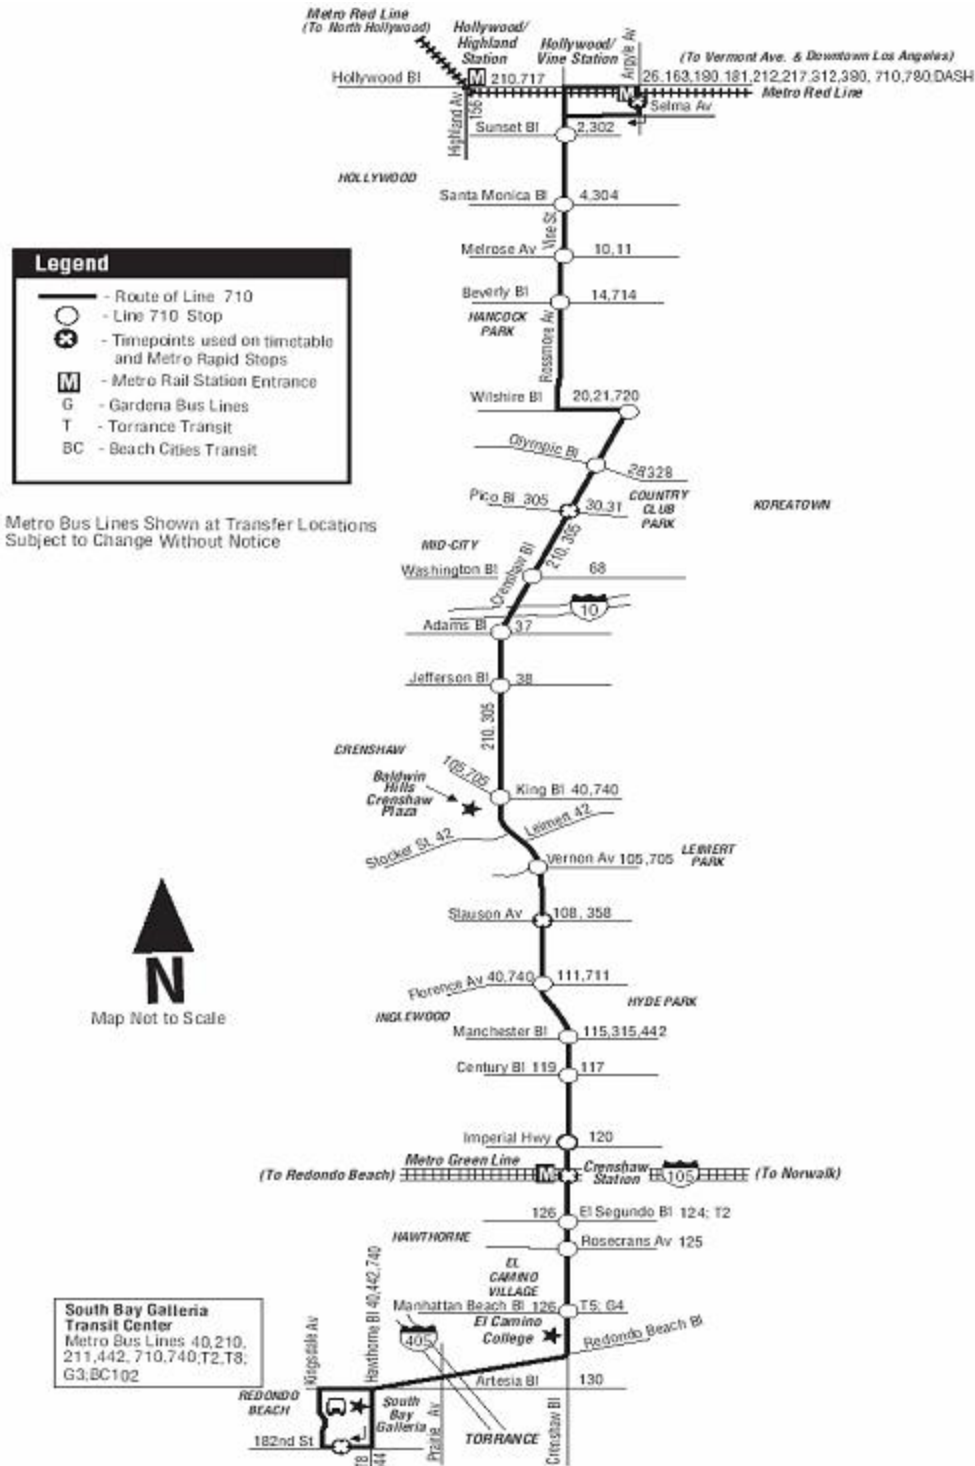 Metro Red Line
(To North Hollywood)
Hollywood/
Highland
Station
Hollywood/
Vine Station
Argyle Av
(To Vermont Ave. & Downtown Los Angeles)
Hollywood Bl
M 210,717
M
26,163,180,181,212,217,312,380, 710,780,DASH
Metro Red Line
Highland Av
156
Selma Av
Sunset Bl 2,302
HOLLYWOOD
Santa Monica Bl 4,304
Vine St
Melrose Av 10,11
Beverly Bl 14,714
HANCOCK
PARK
Rossmore Av
Legend
- Route of Line 710
- Line 710 Stop
- Timepoints used on timetable
and Metro Rapid Stops
M - Metro Rail Station Entrance
G - Gardena Bus Lines
T - Torrance Transit
BC - Beach Cities Transit
Metro Bus Lines Shown at Transfer Locations
Subject to Change Without Notice
Wilshire Bl 20,21,720
Olympic Bl
28328
Pico Bl 305 30,31
COUNTRY
CLUB
PARK
KOREATOWN
210, 305
MID-CITY
Crenshaw Bl
Washington Bl 68
10
Adams Bl 37
Jefferson Bl 38
210, 305
CRENSHAW
105,705
Baldwin
Hills
Crenshaw
Plaza
King Bl 40,740
Leimert 42
Stocker St. 42
Vernon Av 105,705
LEIMERT
PARK
Slauson Av 108, 358
Florence Av 40,740 111,711
HYDE PARK
INGLEWOOD
N
Map Not to Scale
Manchester Bl 115,315,442
Century Bl 119 117
Imperial Hwy 120
(To Redondo Beach)
Metro Green Line
M
Crenshaw
Station
105
(To Norwalk)
126 El Segundo Bl 124; T2
HAWTHORNE
Rosecrans Av 125
EL
CAMINO
VILLAGE
Manhattan Beach Bl 126 T5; G4
El Camino
College
Redondo Beach Bl
405
Hawthorne Bl 40,442,740
Kingsdale Av
South Bay Galleria
Transit Center
Metro Bus Lines 40,210,
211,442, 710,740;T2,T8;
G3;BC102
Artesia Bl 130
REDONDO
BEACH
South
Bay
Galleria
Prairie Av
TORRANCE
Crenshaw Bl
182nd St